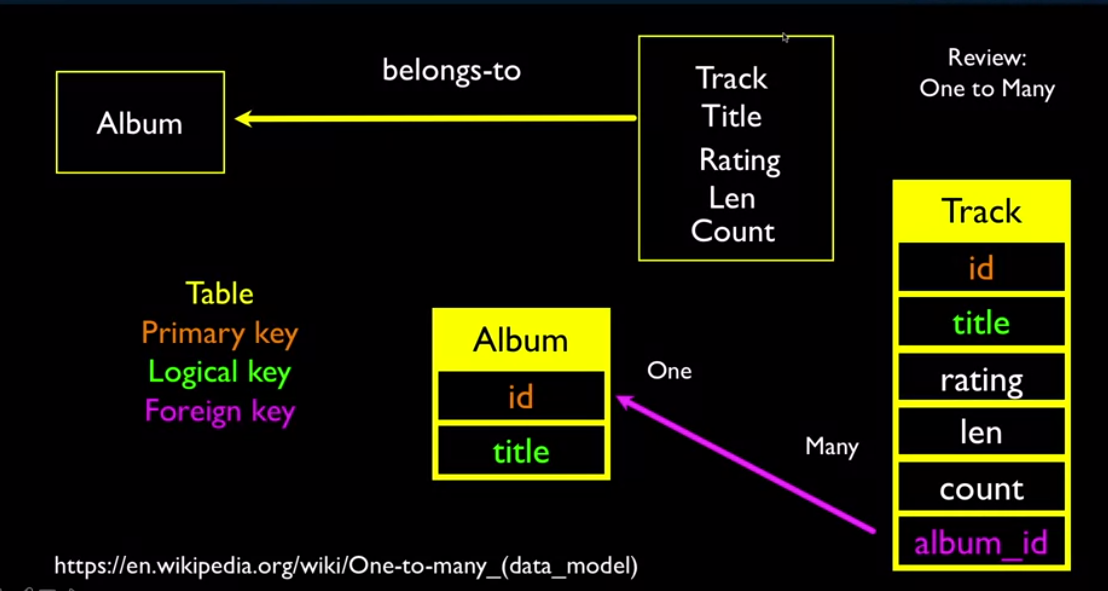 Review:
One to Many
belongs-to
Album
Track
Title
Rating
Len
Count
Table
Primary key
Logical key
Foreign key
Album
id
title
One
Many
Track
id
title
rating
len
count
album_id
https://en.wikipedia.org/wiki/One-to-many_(data_model)